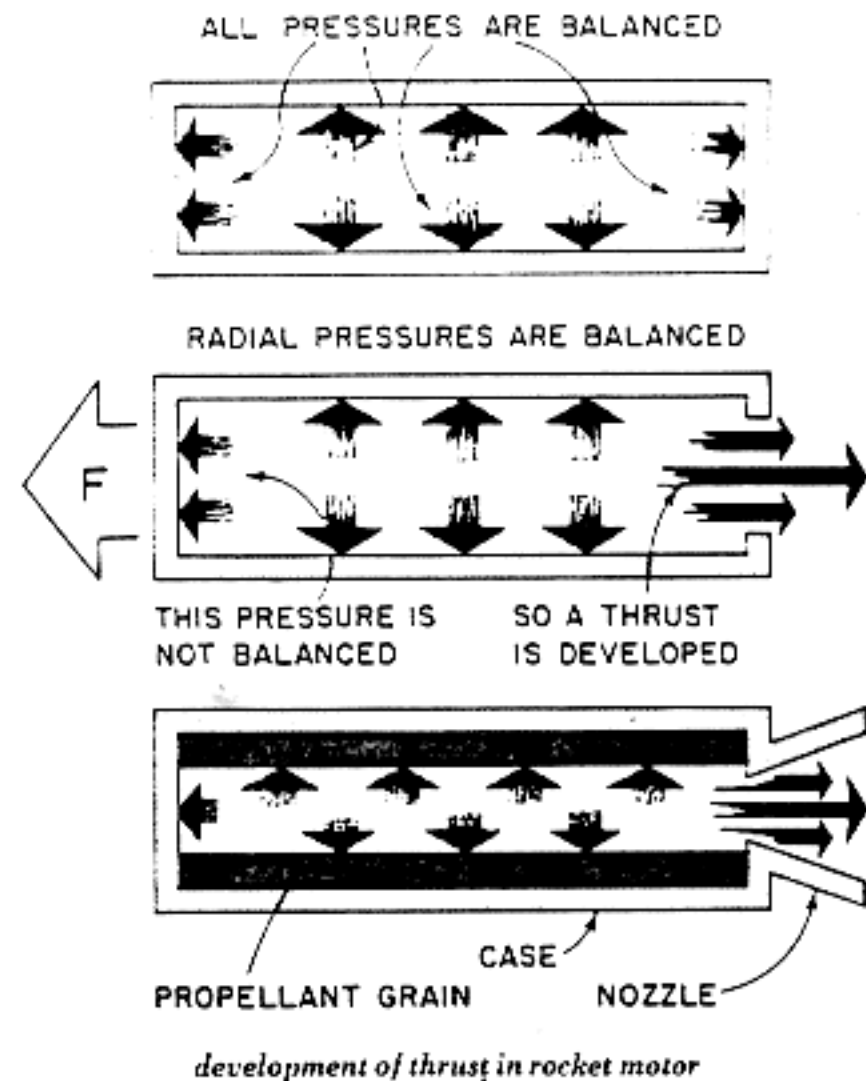 ALL PRESSURES ARE BALANCED
RADIAL PRESSURES ARE BALANCED
F
THIS PRESSURE IS
NOT BALANCED
SO A THRUST
IS DEVELOPED
CASE
PROPELLANT GRAIN
NOZZLE
development of thrust in rocket motor